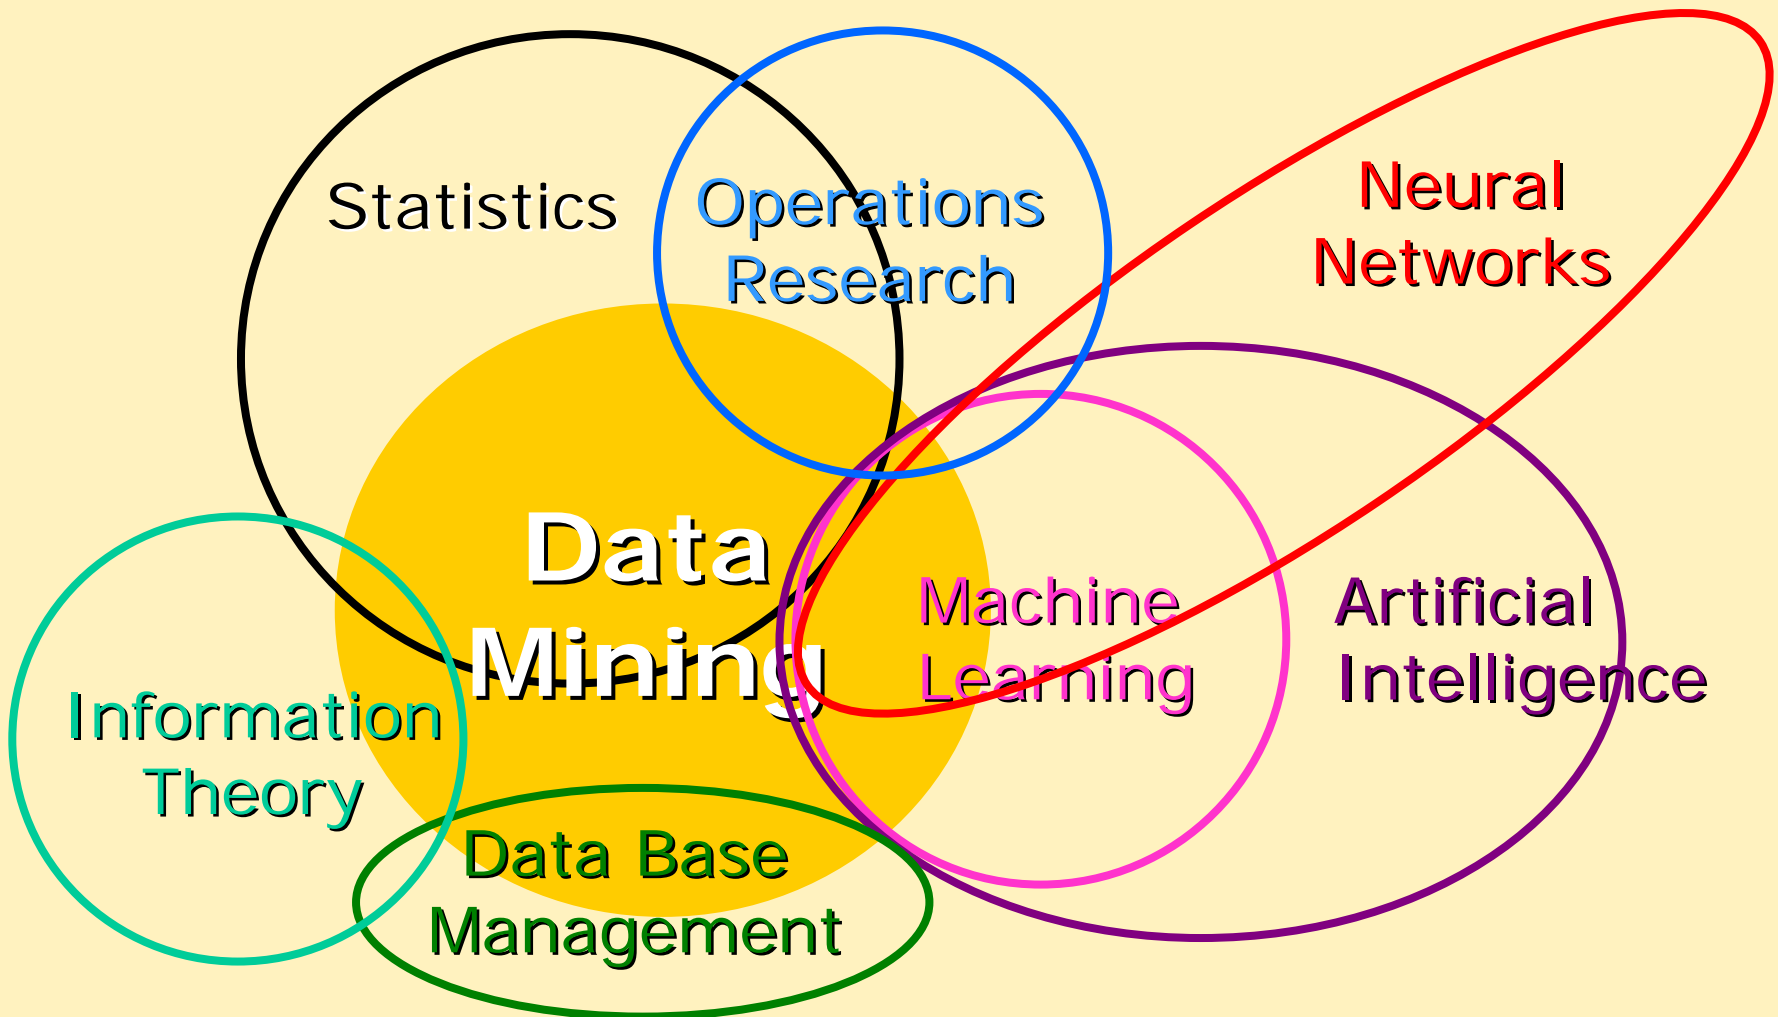 Statistics
Operations
Research
Neural
Networks
Data
Mining
Machine
Learning
Artificial
Intelligence
Information
Theory
Data Base
Management